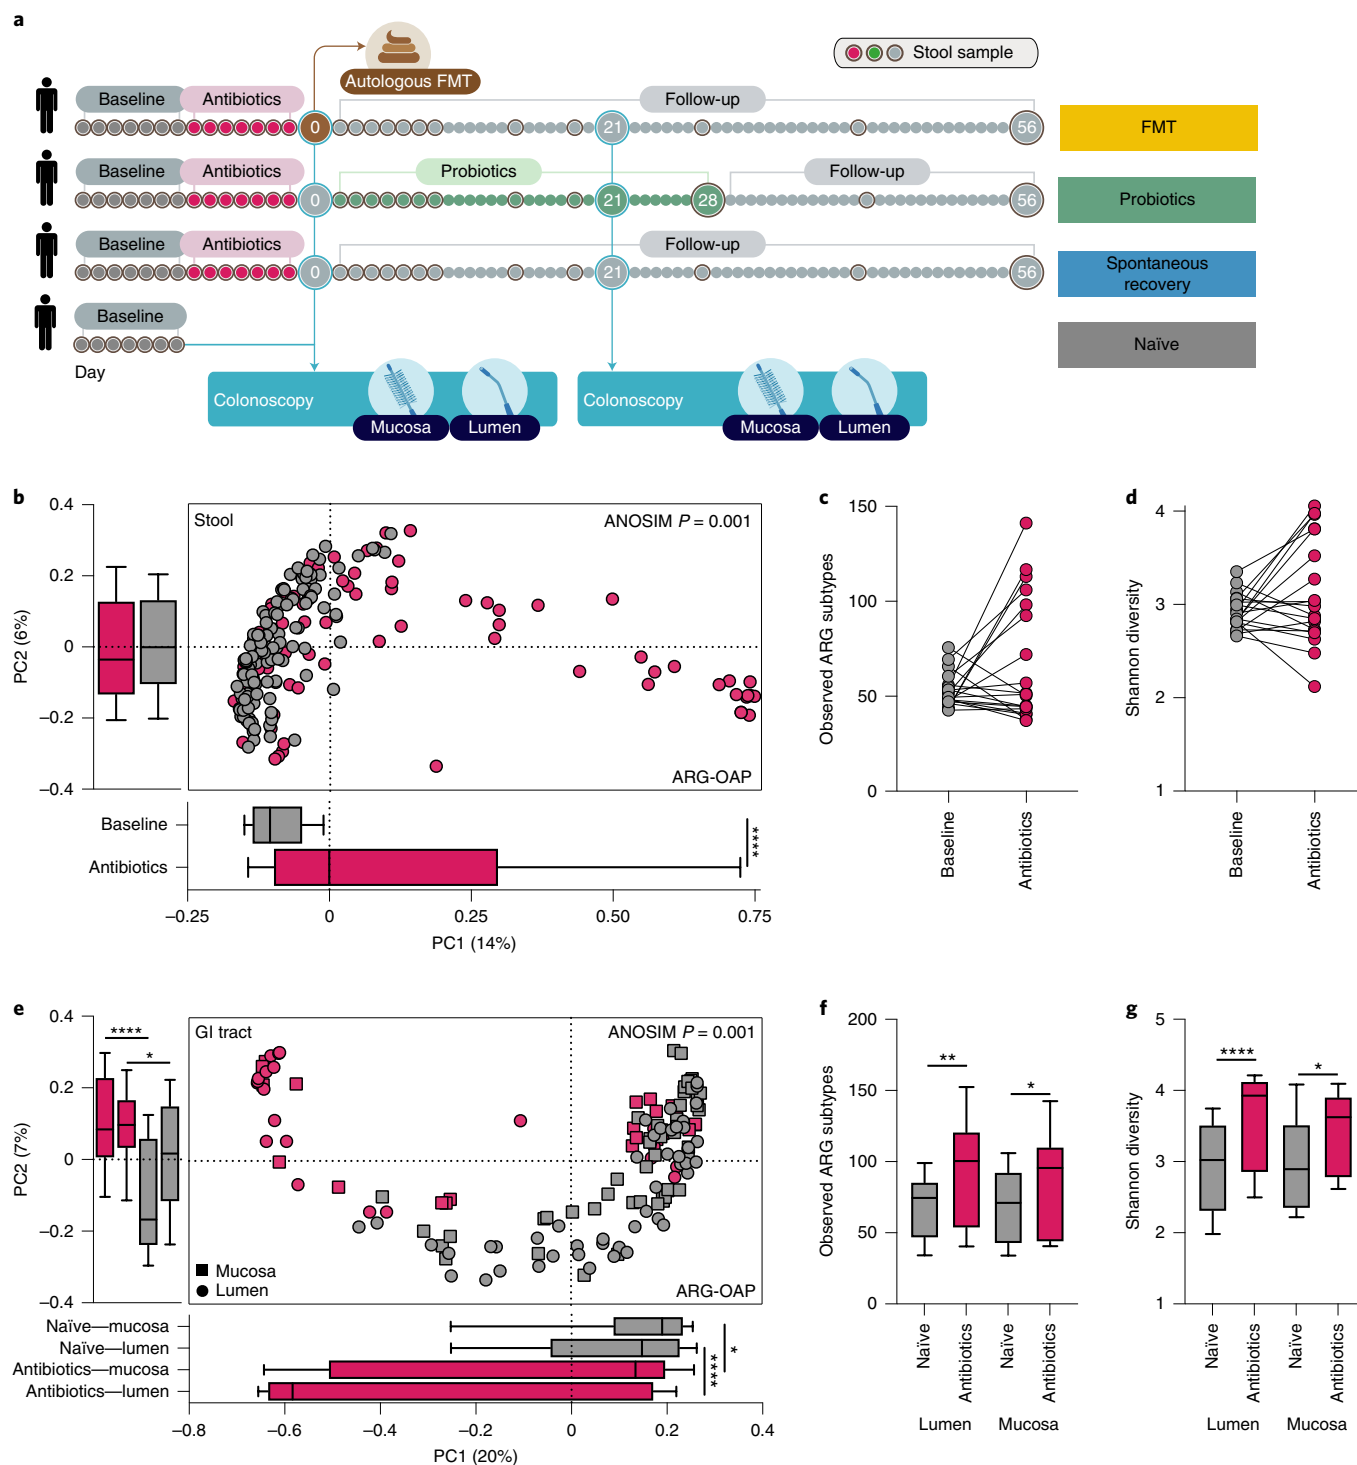 a
Stool sample
Autologous FMT
Baseline
Antibiotics
Follow-up
0
21
56
FMT
Baseline
Antibiotics
Probiotics
Follow-up
0
21
28
56
Probiotics
Baseline
Antibiotics
Follow-up
0
21
56
Spontaneous
recovery
Baseline
Naïve
Day
Colonoscopy
Mucosa
Lumen
Colonoscopy
Mucosa
Lumen
b
Stool
ANOSIM P = 0.001
ARG-OAP
PC2 (6%)
0.4
0.2
0
–0.2
–0.4
Baseline
Antibiotics
****
–0.25
0
0.25
0.50
0.75
PC1 (14%)
c
Observed ARG subtypes
150
100
50
0
Baseline
Antibiotics
d
Shannon diversity
4
3
2
1
Baseline
Antibiotics
e
GI tract
ANOSIM P = 0.001
ARG-OAP
Mucosa
Lumen
PC2 (7%)
0.4
0.2
0
–0.2
–0.4
****
*
Naïve—mucosa
Naïve—lumen
Antibiotics—mucosa
Antibiotics—lumen
*
****
–0.8
–0.6
–0.4
–0.2
0
0.2
0.4
PC1 (20%)
f
Observed ARG subtypes
200
150
100
50
0
**
*
Naïve
Antibiotics
Naïve
Antibiotics
Lumen
Mucosa
g
Shannon diversity
5
4
3
2
1
****
*
Naïve
Antibiotics
Naïve
Antibiotics
Lumen
Mucosa